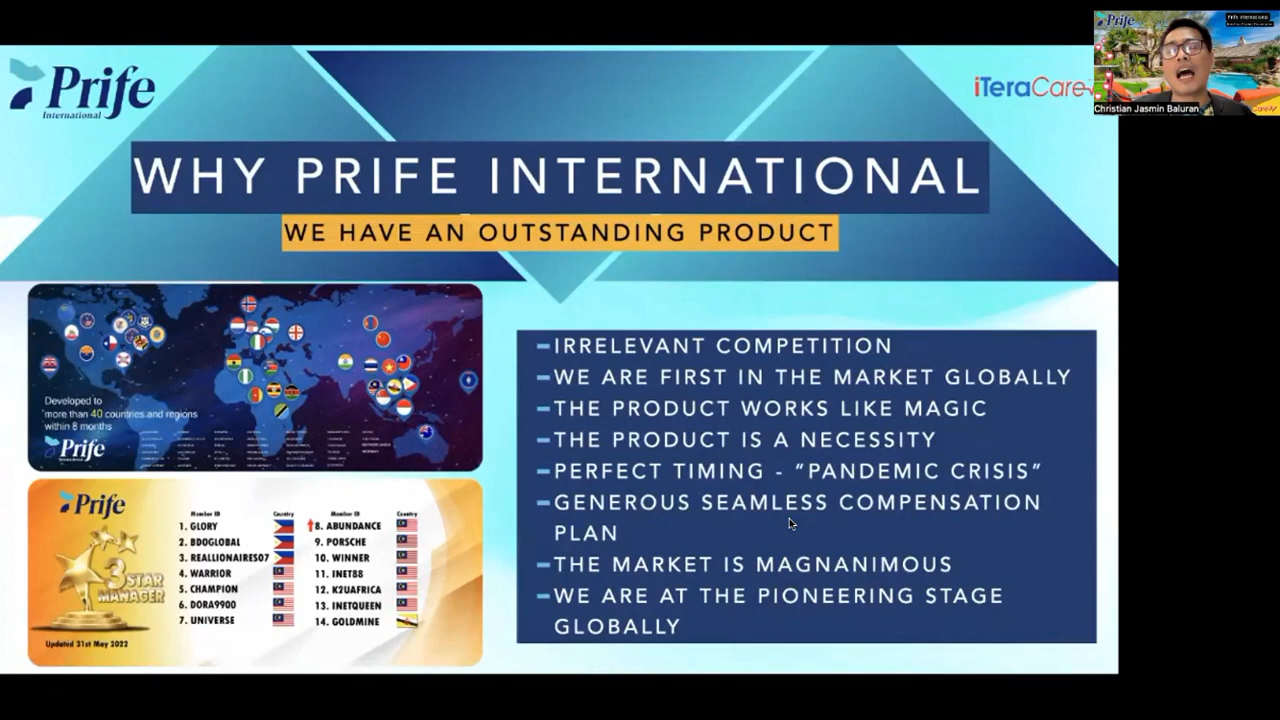 Prife
International
iTeraCare
WHY PRIFE INTERNATIONAL
WE HAVE AN OUTSTANDING PRODUCT
Prife
Prife International
Christian Jasmin Baluran
Developed to
more than 40 countries and regions
within 8 months
Prife
International
Prife
3 STAR
MANAGER
Updated 31st May 2022
Member ID Country Member ID Country
1. GLORY 8. ABUNDANCE
2. BDOGLOBAL 9. PORSCHE
3. REALLIONAIRES07 10. WINNER
4. WARRIOR 11. INET88
5. CHAMPION 12. K2UAFRICA
6. DORA9900 13. INETQUEEN
7. UNIVERSE 14. GOLDMINE
–IRRELEVANT COMPETITION
–WE ARE FIRST IN THE MARKET GLOBALLY
–THE PRODUCT WORKS LIKE MAGIC
–THE PRODUCT IS A NECESSITY
–PERFECT TIMING - “PANDEMIC CRISIS”
–GENEROUS SEAMLESS COMPENSATION
PLAN
–THE MARKET IS MAGNANIMOUS
–WE ARE AT THE PIONEERING STAGE
GLOBALLY